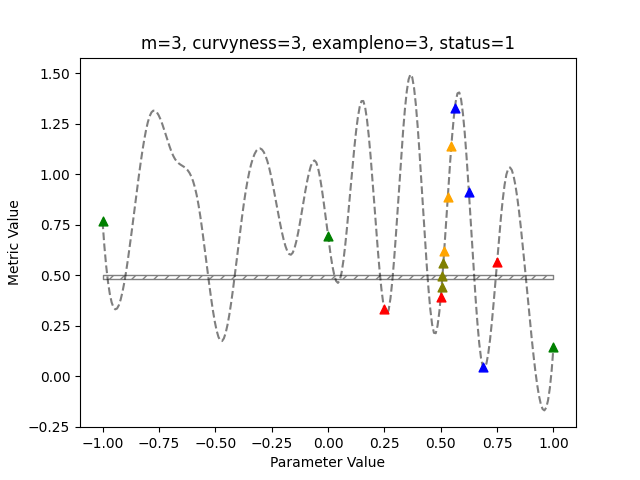 m=3, curvyness=3, exampleno=3, status=1
1.50
1.25
1.00
0.75
0.50
0.25
0.00
−0.25
Metric Value
−1.00 −0.75 −0.50 −0.25 0.00 0.25 0.50 0.75 1.00
Parameter Value